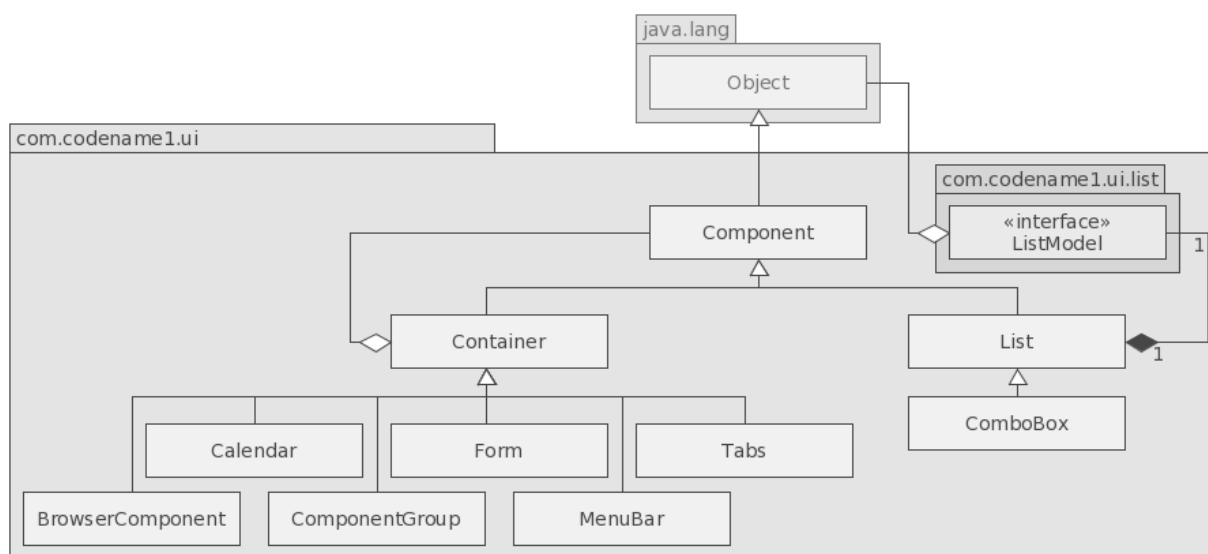 java.lang
Object
com.codename1.ui
com.codename1.ui.list
Component
«interface»
ListModel
1
Container
List
1
ComboBox
Calendar
Form
Tabs
BrowserComponent
ComponentGroup
MenuBar